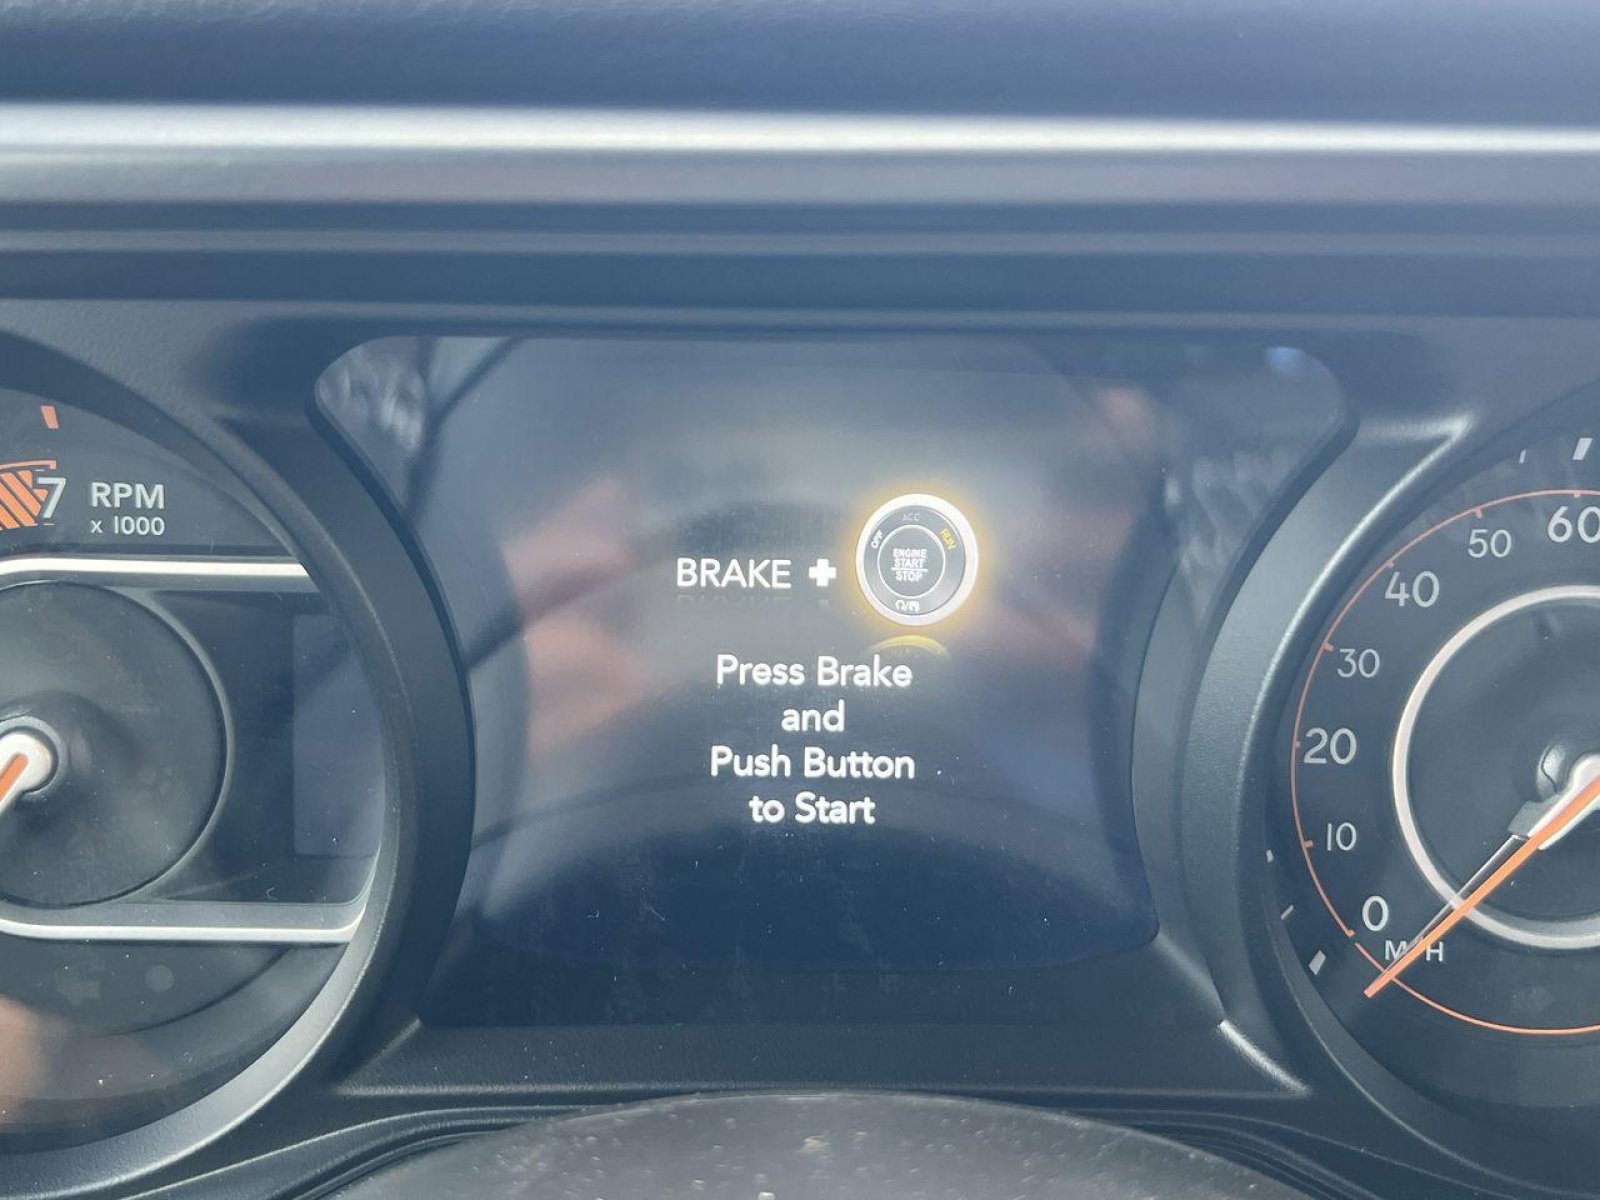 7 RPM
x 1000
BRAKE +
OFF ACC RUN
ENGINE
START
STOP
Press Brake
and
Push Button
to Start
60
50
40
30
20
10
0
MPH